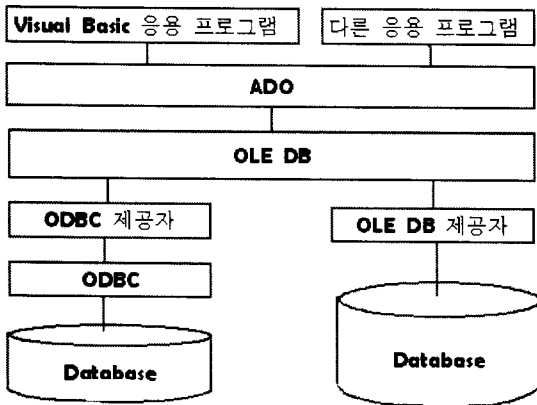 Visual Basic 응용 프로그램
다른 응용 프로그램
ADO
OLE DB
ODBC 제공자
OLE DB 제공자
ODBC
Database
Database